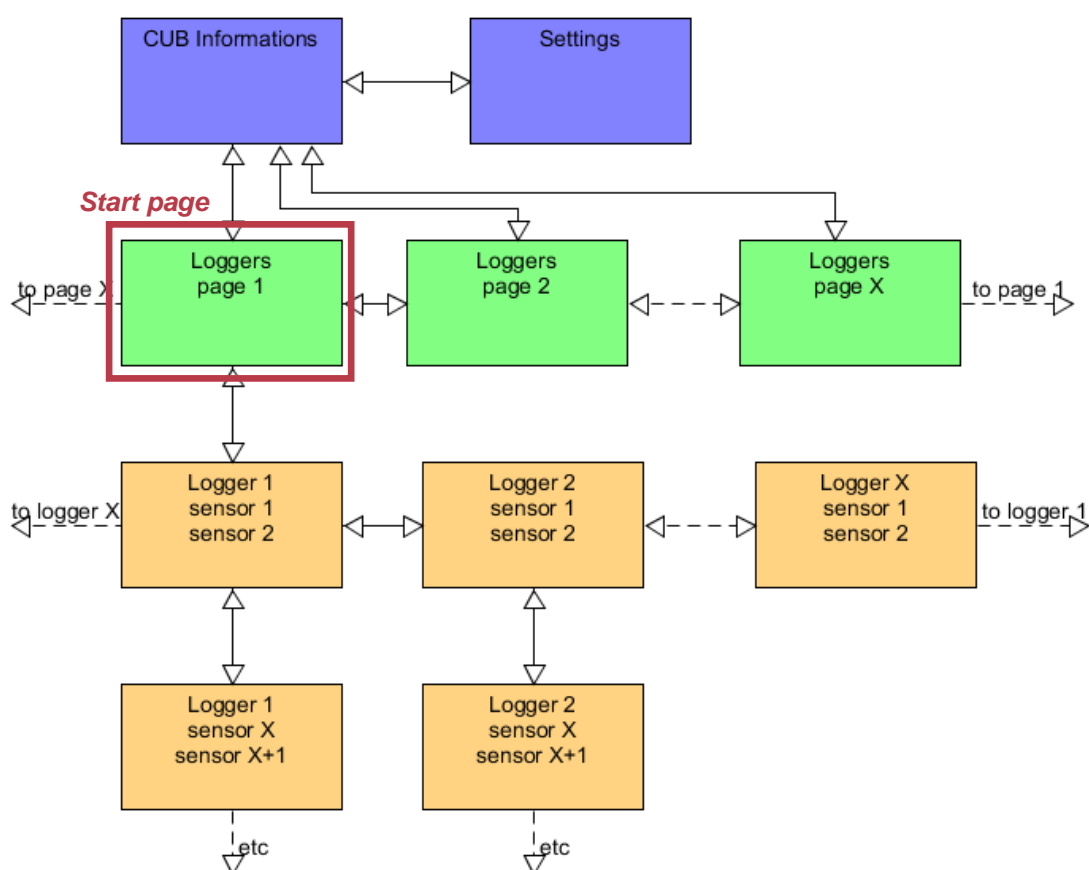 CUB Informations
Settings
Start page
Loggers
page 1
Loggers
page 2
Loggers
page X
to page X
to page 1
Logger 1
sensor 1
sensor 2
Logger 2
sensor 1
sensor 2
Logger X
sensor 1
sensor 2
to logger X
to logger 1
Logger 1
sensor X
sensor X+1
Logger 2
sensor X
sensor X+1
etc
etc